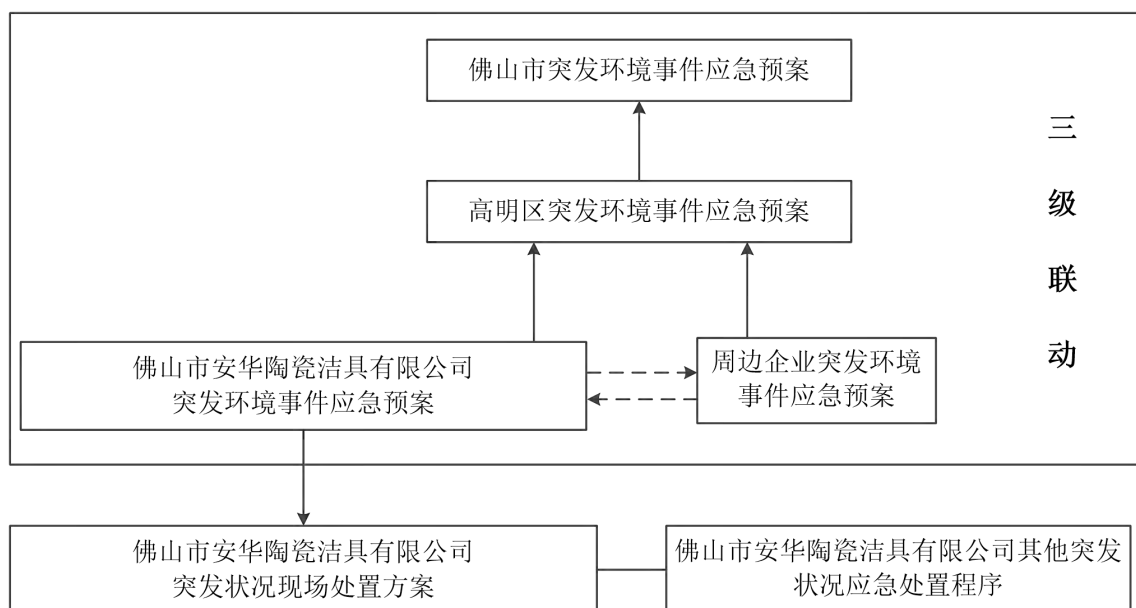 佛山市突发环境事件应急预案
高明区突发环境事件应急预案
三
级
联
动
佛山市安华陶瓷洁具有限公司
突发环境事件应急预案
周边企业突发环境
事件应急预案
佛山市安华陶瓷洁具有限公司
突发状况现场处置方案
佛山市安华陶瓷洁具有限公司其他突发
状况应急处置程序